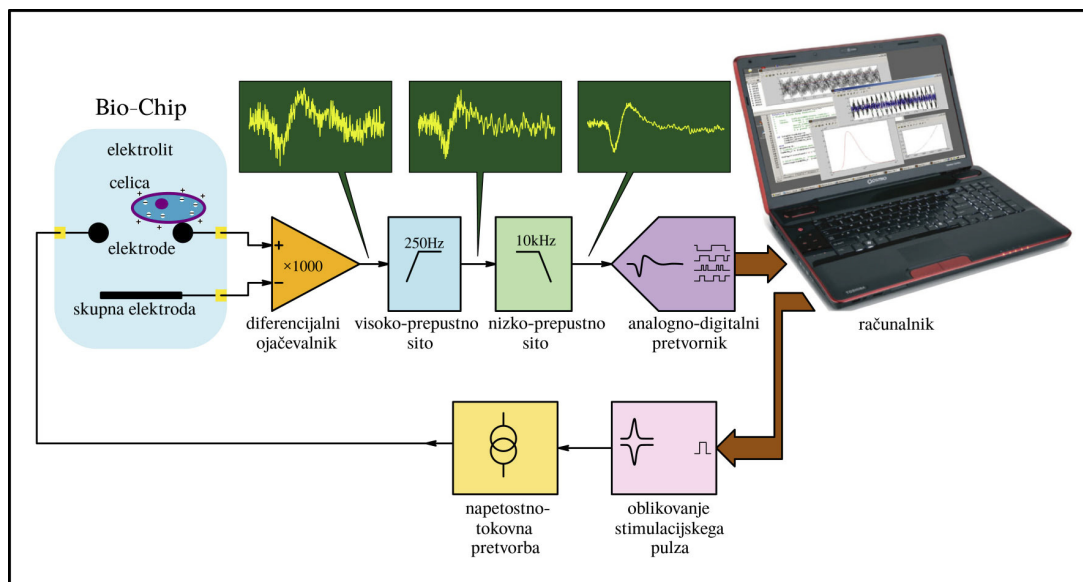 Bio-Chip
elektrolit
celica
elektrode
skupna elektroda
+
×1000
−
diferencijalni
ojačevalnik
250Hz
visoko-prepustno
sito
10kHz
nizko-prepustno
sito
analogno-digitalni
pretvornik
TOSHIBA
računalnik
napetostno-
tokovna
pretvorba
oblikovanje
stimulacijskega
pulza